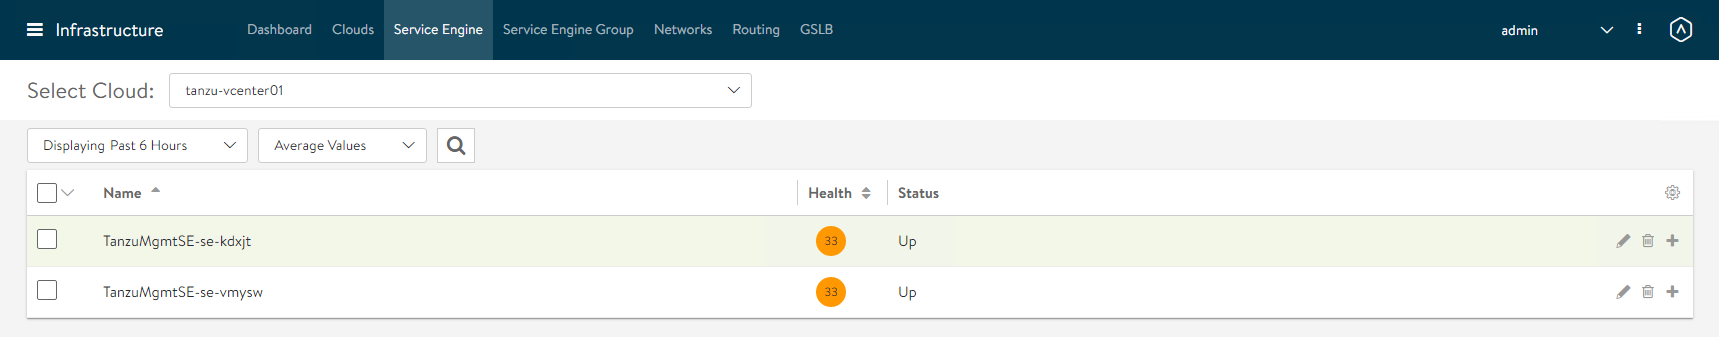 Infrastructure Dashboard Clouds Service Engine Service Engine Group Networks Routing GSLB admin
Select Cloud: tanzu-vcenter01
Displaying Past 6 Hours Average Values
Name Health Status
TanzuMgmtSE-se-kdxjt 33 Up
TanzuMgmtSE-se-vmysw 33 Up